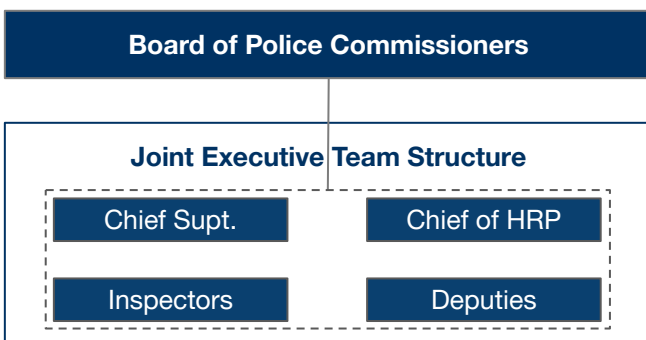 Board of Police Commissioners
Joint Executive Team Structure
Chief Supt.
Chief of HRP
Inspectors
Deputies